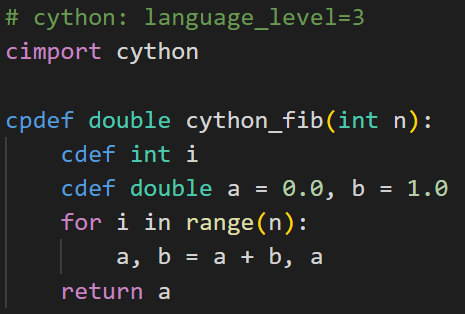 # cython: language_level=3
cimport cython

cpdef double cython_fib(int n):
    cdef int i
    cdef double a = 0.0, b = 1.0
    for i in range(n):
        a, b = a + b, a
    return a